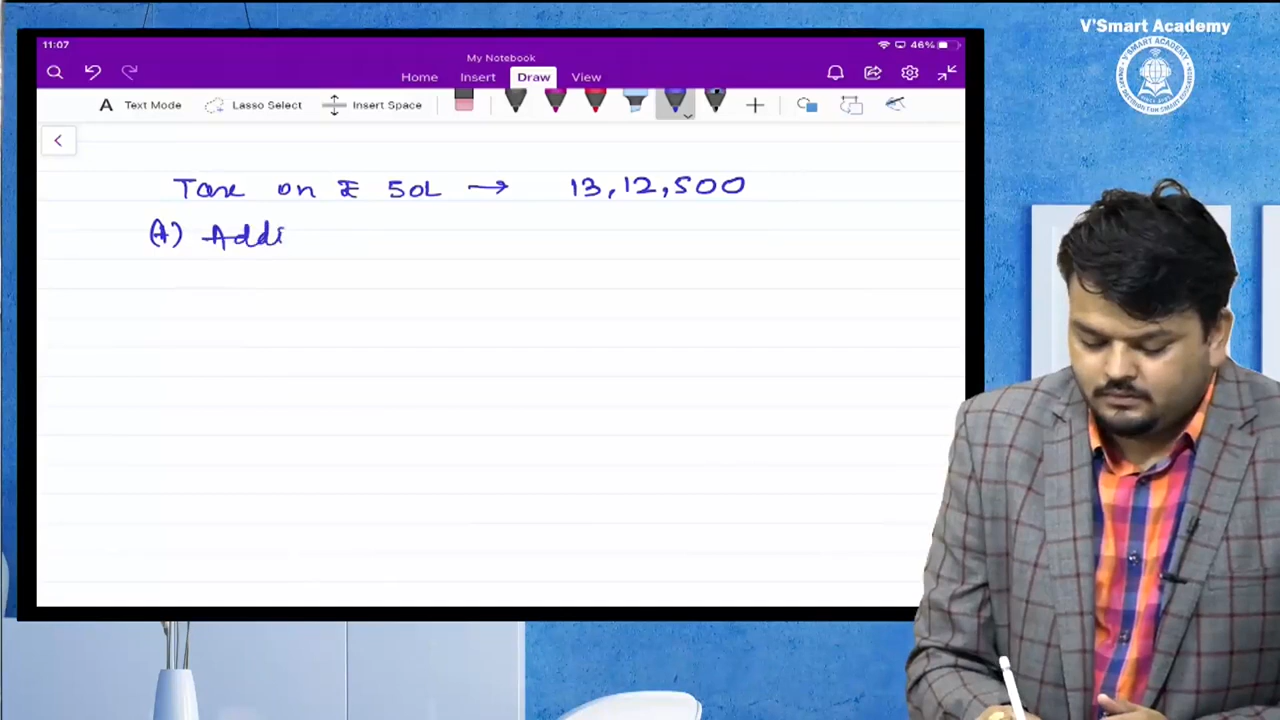 V'Smart Academy
11:07
46%
My Notebook
Home Insert Draw View
A Text Mode Lasso Select Insert Space
Tax on ₹ 50L → 13,12,500
(A) Addi